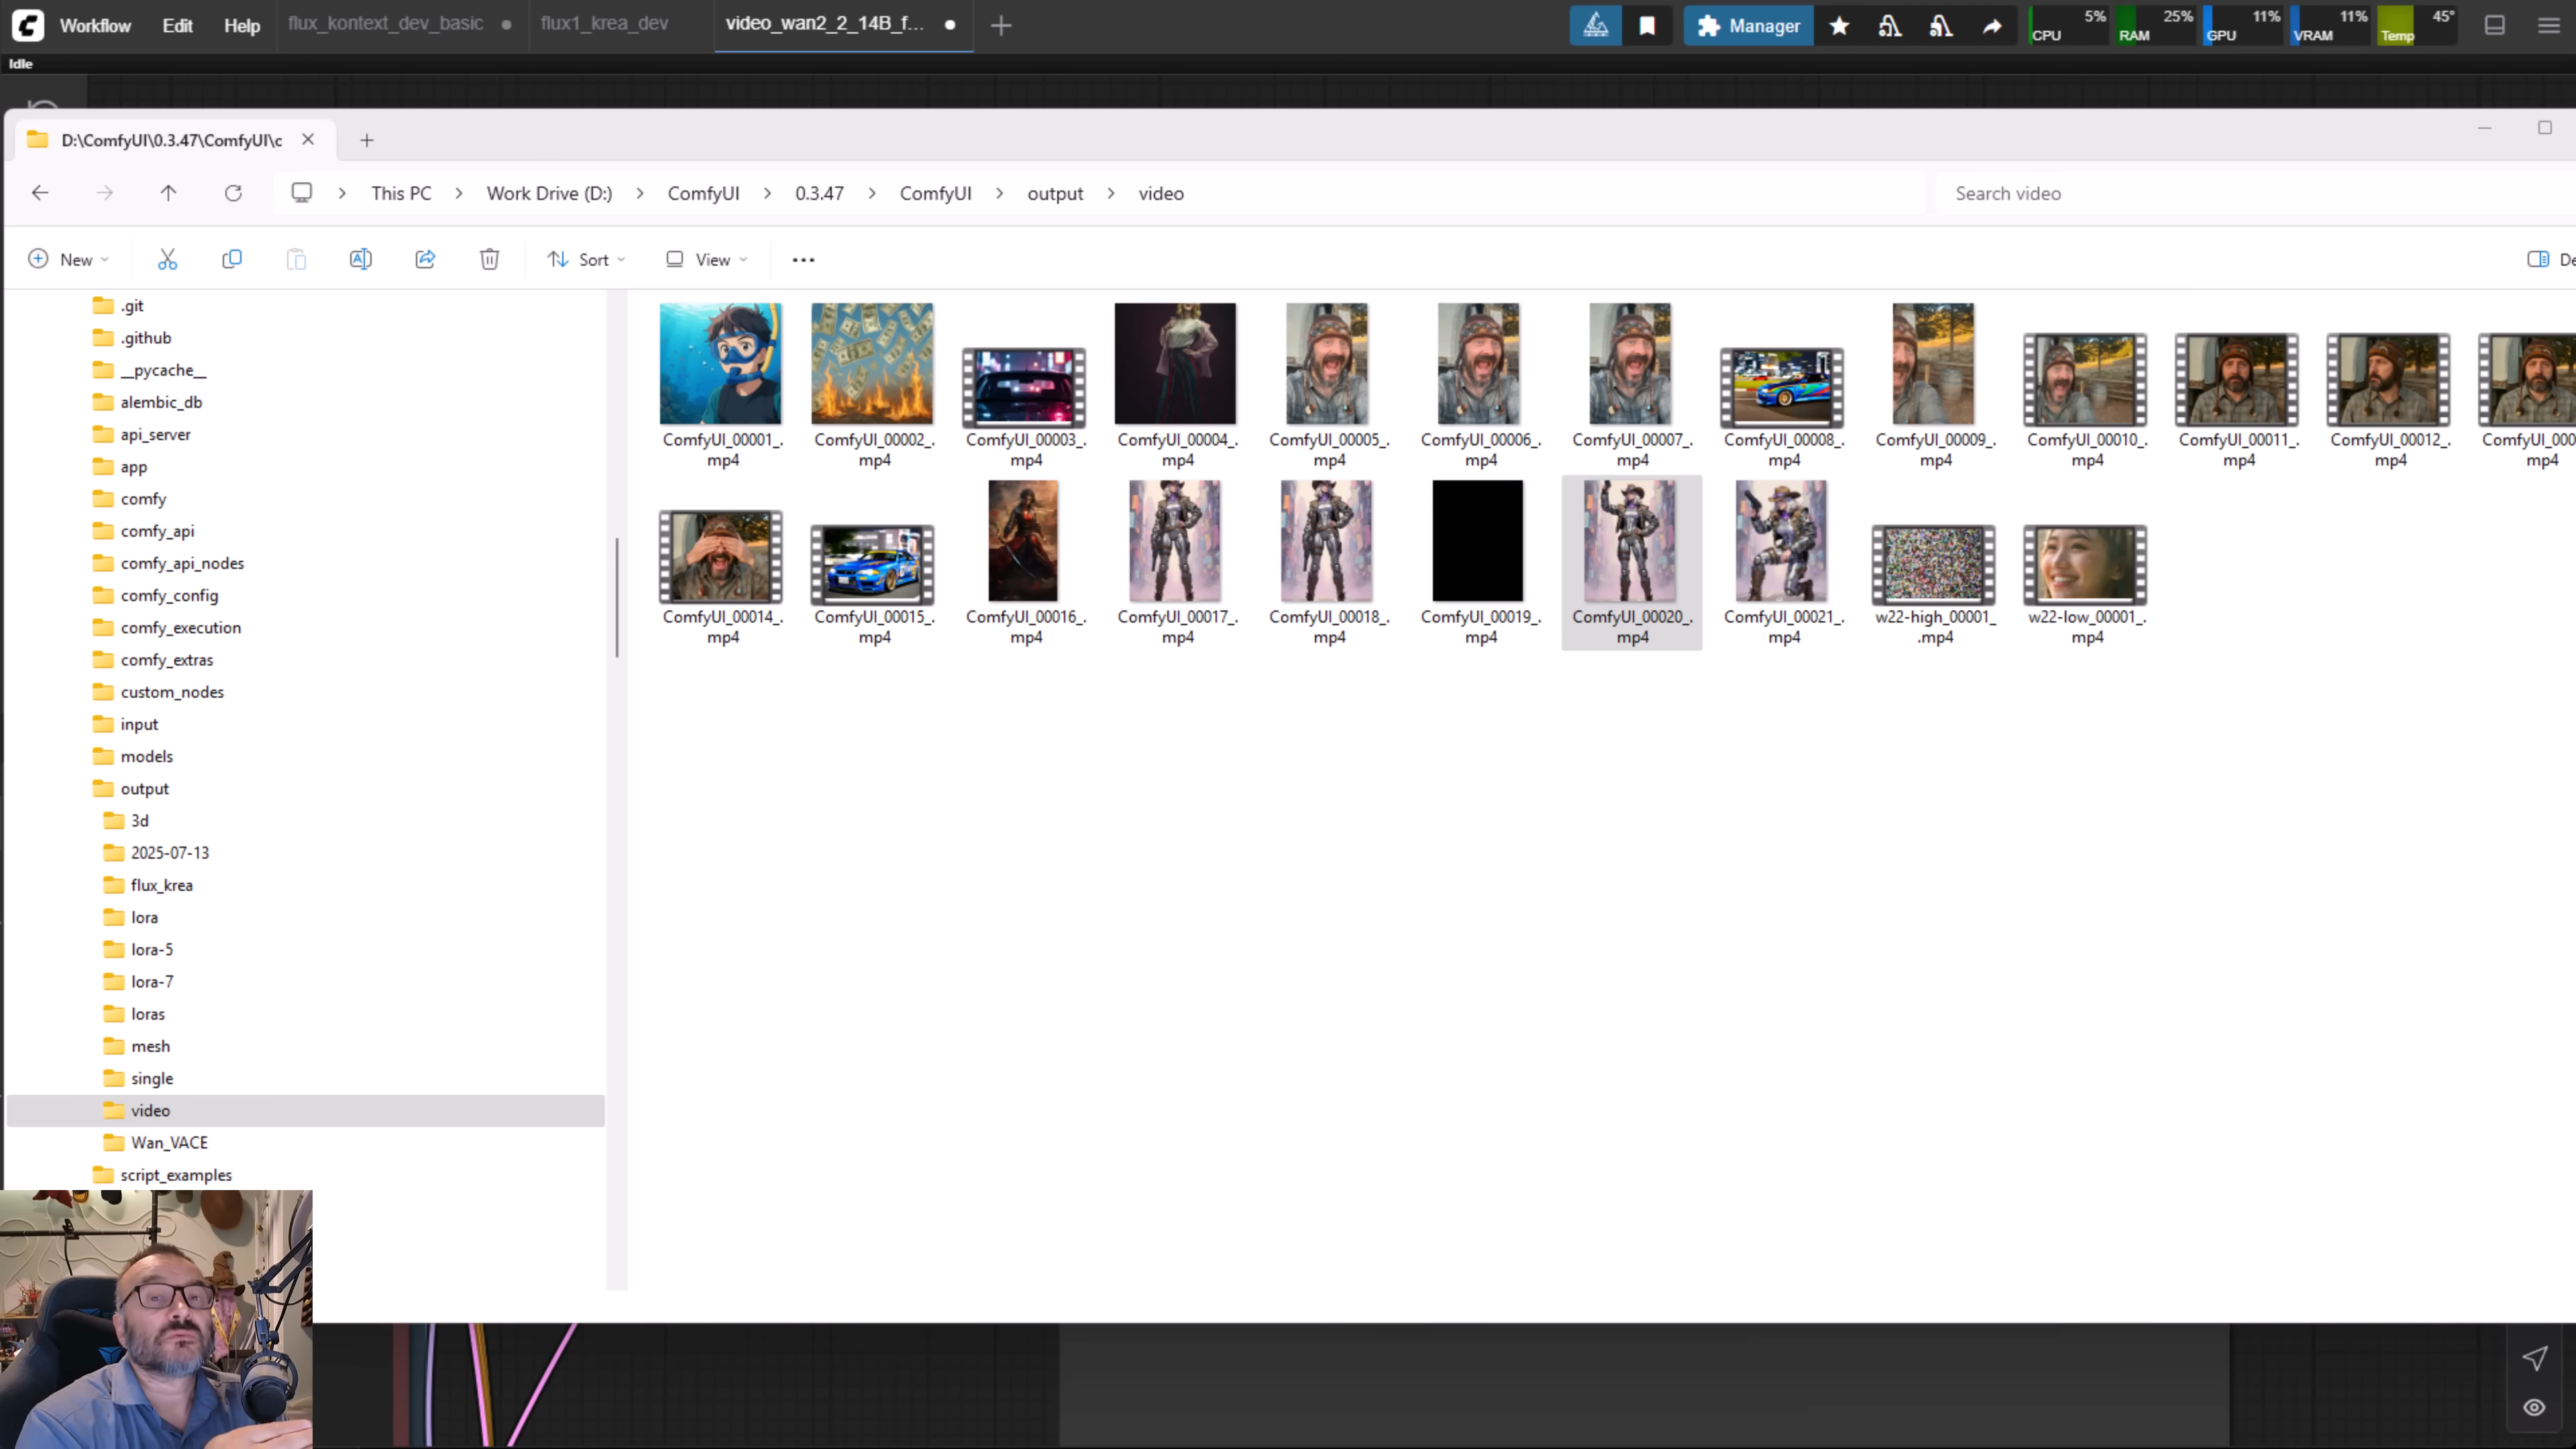 Workflow Edit Help flux_kontext_dev_basic flux1_krea_dev video_wan2_2_14B_f... Manager CPU 5% RAM 25% GPU 11% VRAM 11% Temp 45°
Idle
D:\ComfyUI\0.3.47\ComfyUI\c
This PC > Work Drive (D:) > ComfyUI > 0.3.47 > ComfyUI > output > video
Search video
New Sort View
.git
.github
__pycache__
alembic_db
api_server
app
comfy
comfy_api
comfy_api_nodes
comfy_config
comfy_execution
comfy_extras
custom_nodes
input
models
output
3d
2025-07-13
flux_krea
lora
lora-5
lora-7
loras
mesh
single
video
Wan_VACE
script_examples
ComfyUI_00001_.
mp4
ComfyUI_00002_.
mp4
ComfyUI_00003_.
mp4
ComfyUI_00004_.
mp4
ComfyUI_00005_.
mp4
ComfyUI_00006_.
mp4
ComfyUI_00007_.
mp4
ComfyUI_00008_.
mp4
ComfyUI_00009_.
mp4
ComfyUI_00010_.
mp4
ComfyUI_00011_.
mp4
ComfyUI_00012_.
mp4
ComfyUI_000
mp4
ComfyUI_00014_.
mp4
ComfyUI_00015_.
mp4
ComfyUI_00016_.
mp4
ComfyUI_00017_.
mp4
ComfyUI_00018_.
mp4
ComfyUI_00019_.
mp4
ComfyUI_00020_.
mp4
ComfyUI_00021_.
mp4
w22-high_00001_
.mp4
w22-low_00001_.
mp4